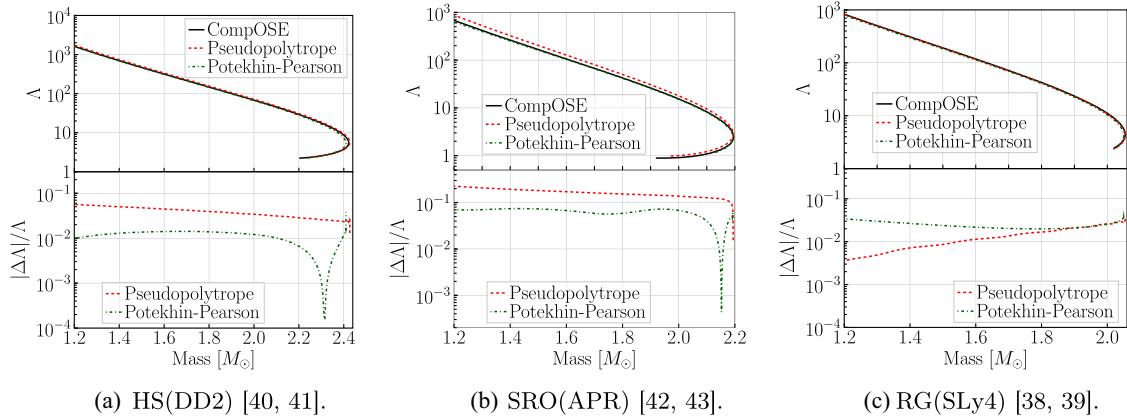 10^4
10^3
10^2
10
1
Λ
CompOSE
Pseudopolytrope
Potekhin-Pearson
10^-1
10^-2
10^-3
10^-4
|ΔΛ|/Λ
Pseudopolytrope
Potekhin-Pearson
1.2 1.4 1.6 1.8 2.0 2.2 2.4
Mass [M⊙]
(a) HS(DD2) [40, 41].
10^3
10^2
10
1
Λ
CompOSE
Pseudopolytrope
Potekhin-Pearson
10^-1
10^-2
10^-3
|ΔΛ|/Λ
Pseudopolytrope
Potekhin-Pearson
1.2 1.4 1.6 1.8 2.0 2.2
Mass [M⊙]
(b) SRO(APR) [42, 43].
10^3
10^2
10
1
Λ
CompOSE
Pseudopolytrope
Potekhin-Pearson
10^-1
10^-2
10^-3
10^-4
|ΔΛ|/Λ
Pseudopolytrope
Potekhin-Pearson
1.2 1.4 1.6 1.8 2.0
Mass [M⊙]
(c) RG(SLy4) [38, 39].